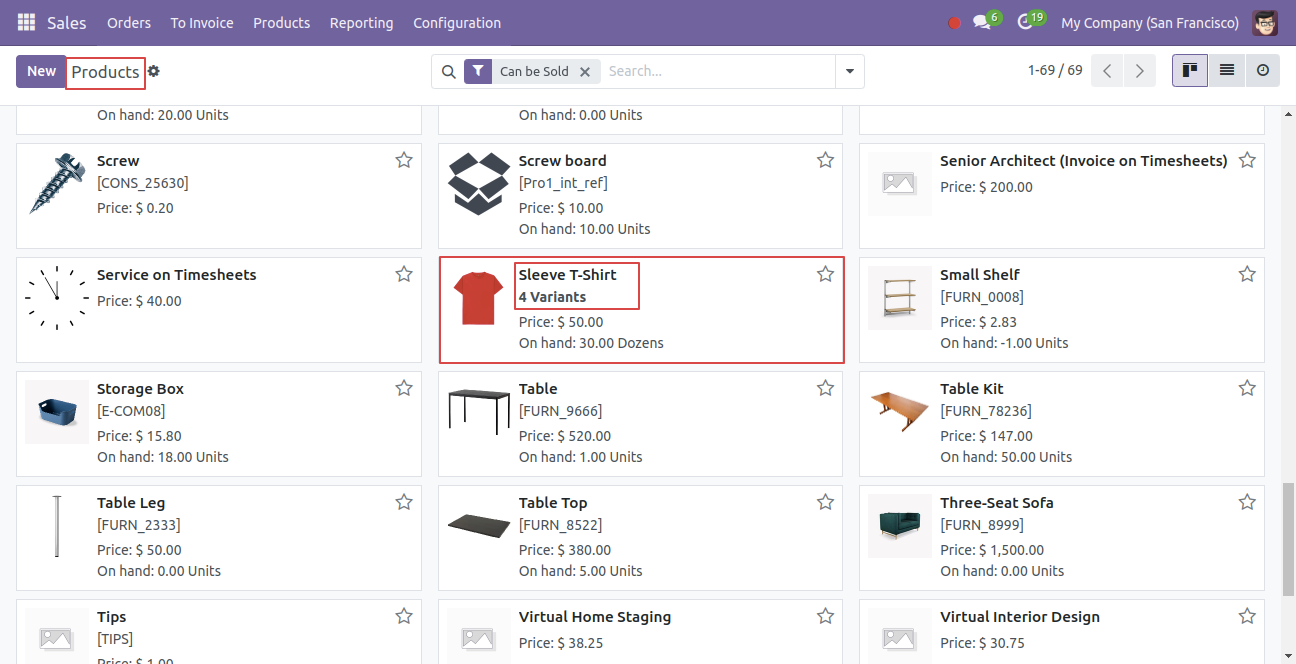 Sales Orders To Invoice Products Reporting Configuration 6 19 My Company (San Francisco)
New Products Can be Sold Search... 1-69 / 69
On hand: 20.00 Units
On hand: 0.00 Units
Screw
[CONS_25630]
Price: $ 0.20
Screw board
[Pro1_int_ref]
Price: $ 10.00
On hand: 10.00 Units
Senior Architect (Invoice on Timesheets)
Price: $ 200.00
Service on Timesheets
Price: $ 40.00
Sleeve T-Shirt
4 Variants
Price: $ 50.00
On hand: 30.00 Dozens
Small Shelf
[FURN_0008]
Price: $ 2.83
On hand: -1.00 Units
Storage Box
[E-COM08]
Price: $ 15.80
On hand: 18.00 Units
Table
[FURN_9666]
Price: $ 520.00
On hand: 1.00 Units
Table Kit
[FURN_78236]
Price: $ 147.00
On hand: 50.00 Units
Table Leg
[FURN_2333]
Price: $ 50.00
On hand: 0.00 Units
Table Top
[FURN_8522]
Price: $ 380.00
On hand: 5.00 Units
Three-Seat Sofa
[FURN_8999]
Price: $ 1,500.00
On hand: 0.00 Units
Tips
[TIPS]
Price: $ 1.00
Virtual Home Staging
Price: $ 38.25
Virtual Interior Design
Price: $ 30.75